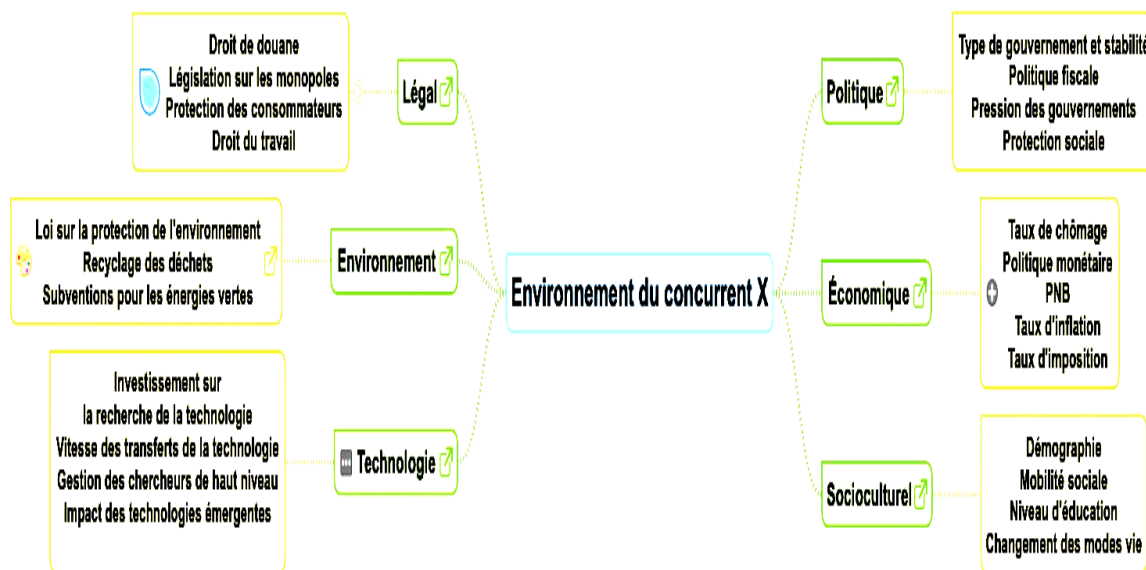 Droit de douane
Législation sur les monopoles
Protection des consommateurs
Droit du travail
Légal
Loi sur la protection de l'environnement
Recyclage des déchets
Subventions pour les énergies vertes
Environnement
Investissement sur
la recherche de la technologie
Vitesse des transferts de la technologie
Gestion des chercheurs de haut niveau
Impact des technologies émergentes
Technologie
Environnement du concurrent X
Politique
Type de gouvernement et stabilité
Politique fiscale
Pression des gouvernements
Protection sociale
Économique
Taux de chômage
Politique monétaire
PNB
Taux d'inflation
Taux d'imposition
Socioculturel
Démographie
Mobilité sociale
Niveau d'éducation
Changement des modes vie